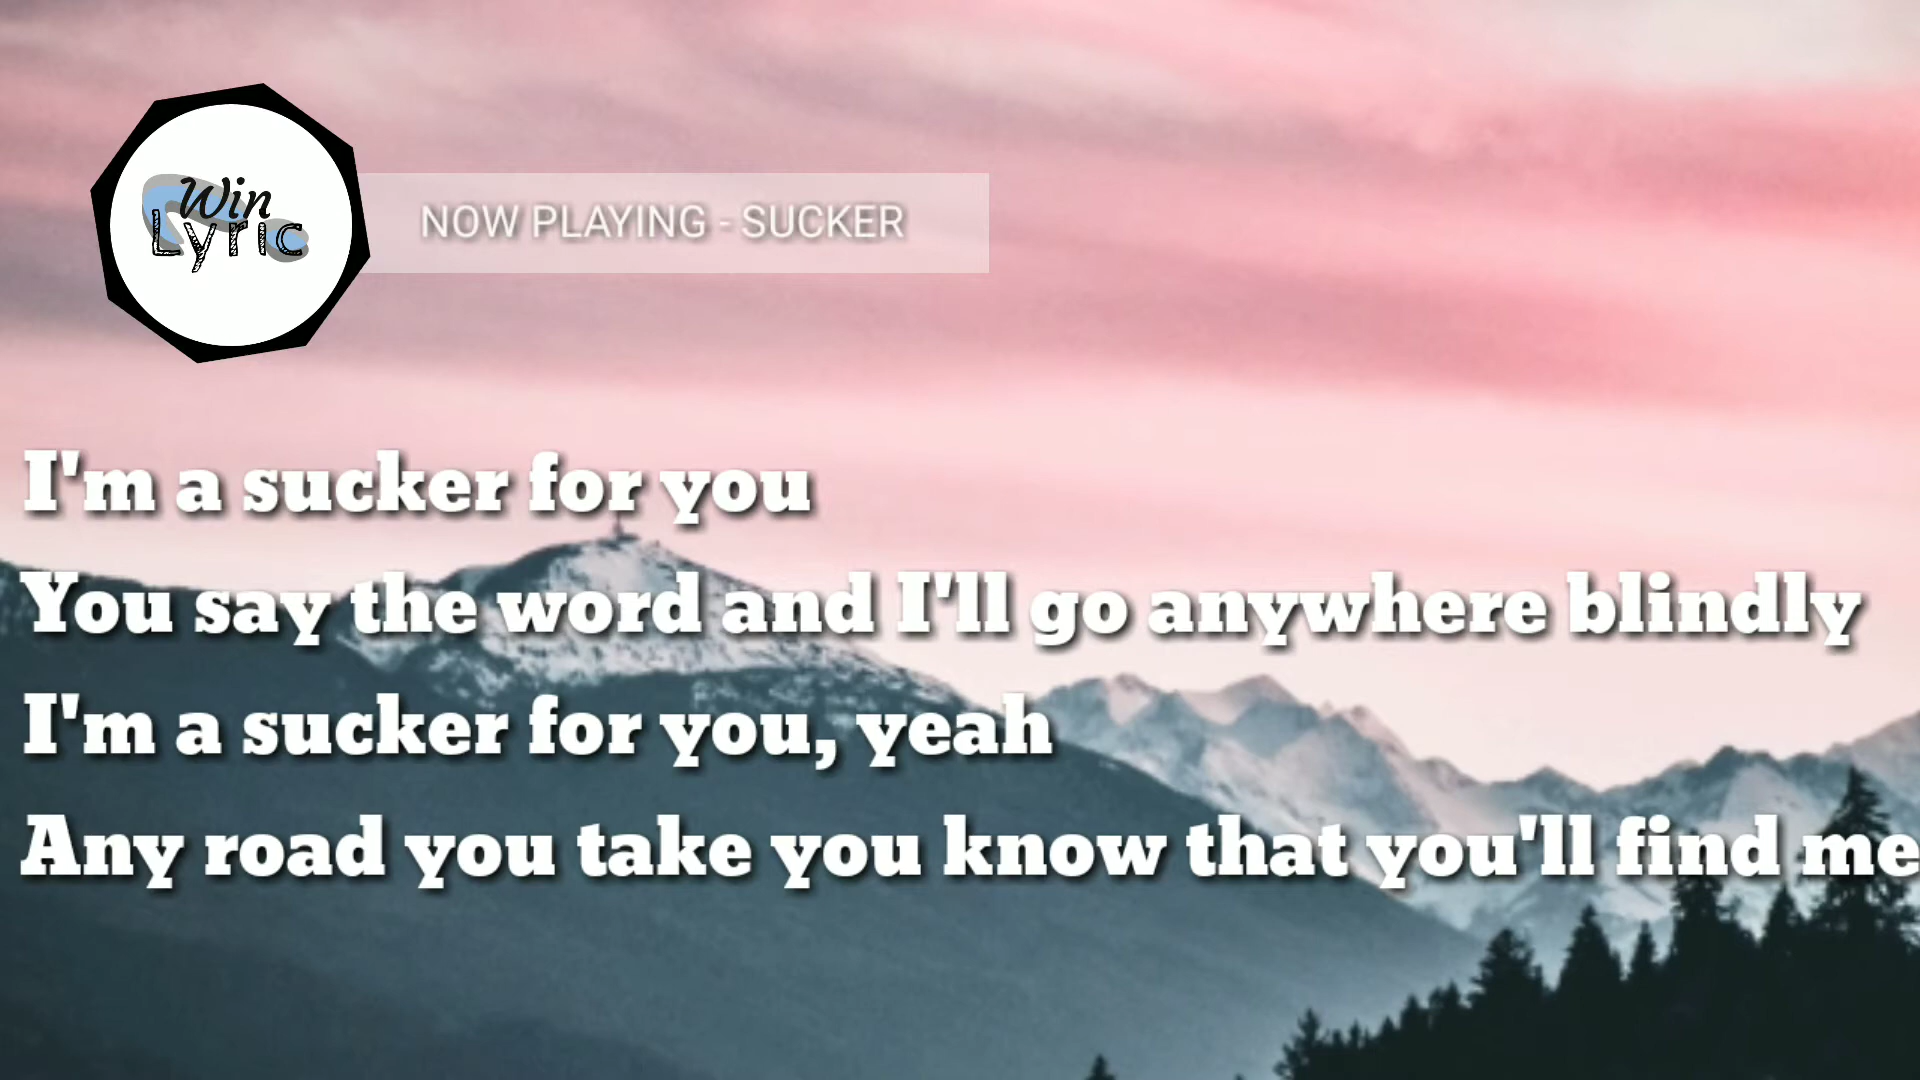 Win
Lyric
NOW PLAYING - SUCKER
I'm a sucker for you
You say the word and I'll go anywhere blindly
I'm a sucker for you, yeah
Any road you take you know that you'll find me